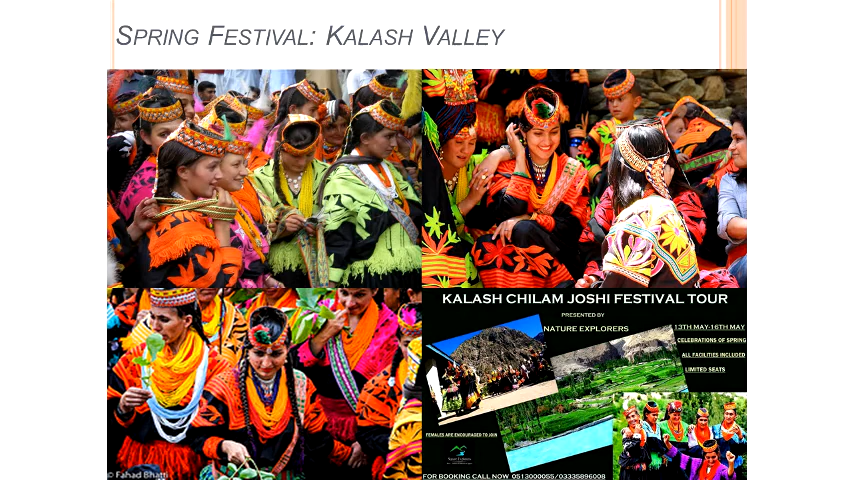 SPRING FESTIVAL: KALASH VALLEY
KALASH CHILAM JOSHI FESTIVAL TOUR
PRESENTED BY
NATURE EXPLORERS
13TH MAY-16TH MAY
CELEBRATIONS OF SPRING
ALL FACILITIES INCLUDED
LIMITED SEATS
FEMALES ARE ENCOURAGED TO JOIN
© Fahad Bhatti
FOR BOOKING CALL NOW 0513000055/03335896008